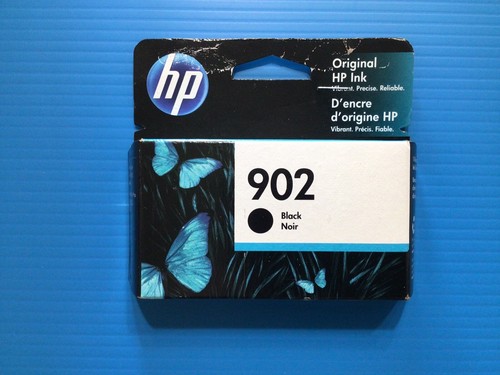 hp
Original
HP Ink
Vibrant. Precise. Reliable.
D'encre
d'origine HP
Vibrant. Précis. Fiable.
902
Black
Noir